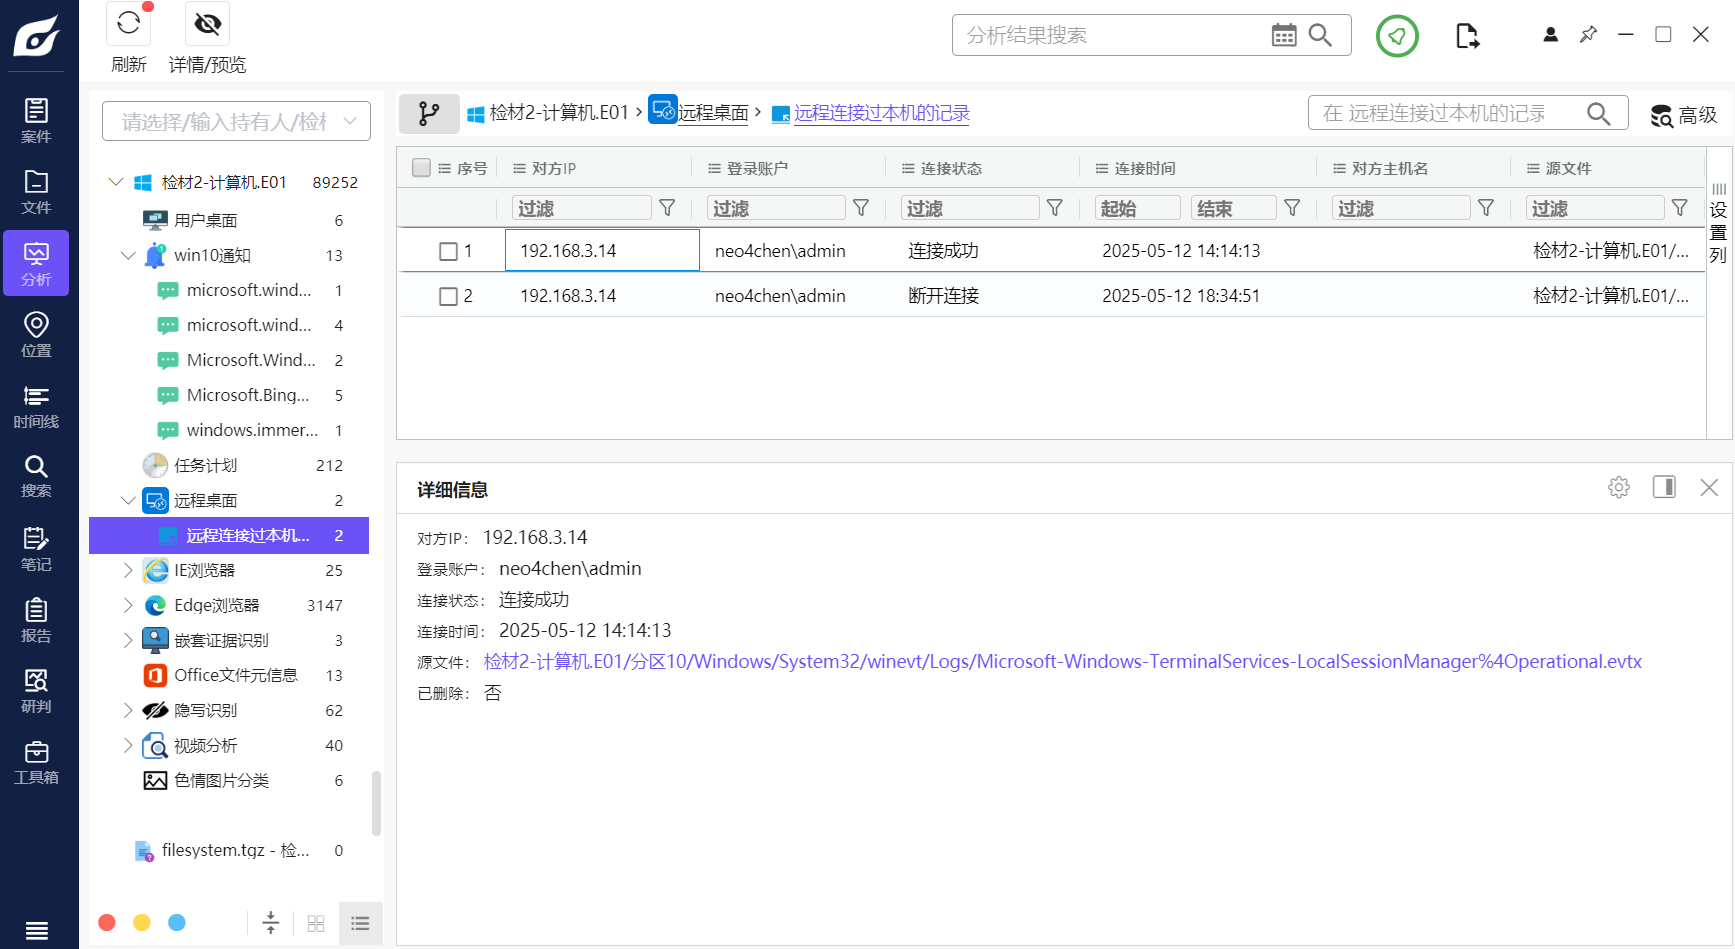 刷新
详情/预览
分析结果搜索
案件
文件
分析
位置
时间线
搜索
笔记
报告
研判
工具箱
请选择/输入持有人/检材
检材2-计算机.E01 89252
用户桌面 6
win10通知 13
microsoft.wind... 1
microsoft.wind... 4
Microsoft.Wind... 2
Microsoft.Bing... 5
windows.immer... 1
任务计划 212
远程桌面 2
远程连接过本机... 2
IE浏览器 25
Edge浏览器 3147
嵌套证据识别 3
Office文件元信息 13
隐写识别 62
视频分析 40
色情图片分类 6
filesystem.tgz - 检... 0
检材2-计算机.E01 › 远程桌面 › 远程连接过本机的记录
在 远程连接过本机的记录
高级
序号 对方IP 登录账户 连接状态 连接时间 对方主机名 源文件
过滤 过滤 过滤 起始 结束 过滤 过滤
1 192.168.3.14 neo4chen\admin 连接成功 2025-05-12 14:14:13 检材2-计算机.E01/...
2 192.168.3.14 neo4chen\admin 断开连接 2025-05-12 18:34:51 检材2-计算机.E01/...
设置列
详细信息
对方IP: 192.168.3.14
登录账户: neo4chen\admin
连接状态: 连接成功
连接时间: 2025-05-12 14:14:13
源文件: 检材2-计算机.E01/分区10/Windows/System32/winevt/Logs/Microsoft-Windows-TerminalServices-LocalSessionManager%4Operational.evtx
已删除: 否